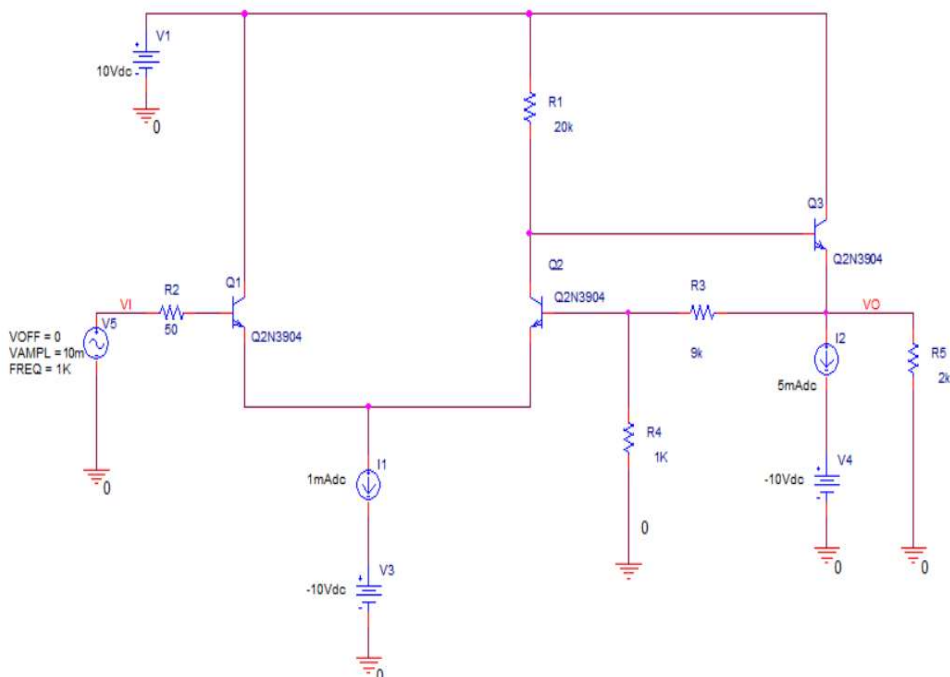 V1
10Vdc
0
R1
20k
Q3
Q2N3904
Q1
Q2
R2
VI
50
Q2N3904
Q2N3904
R3
9k
VO
V5
VOFF = 0
VAMPL = 10m
FREQ = 1K
0
I2
5mAdc
R5
2k
R4
1K
I1
1mAdc
V4
-10Vdc
0
0
0
V3
-10Vdc
0